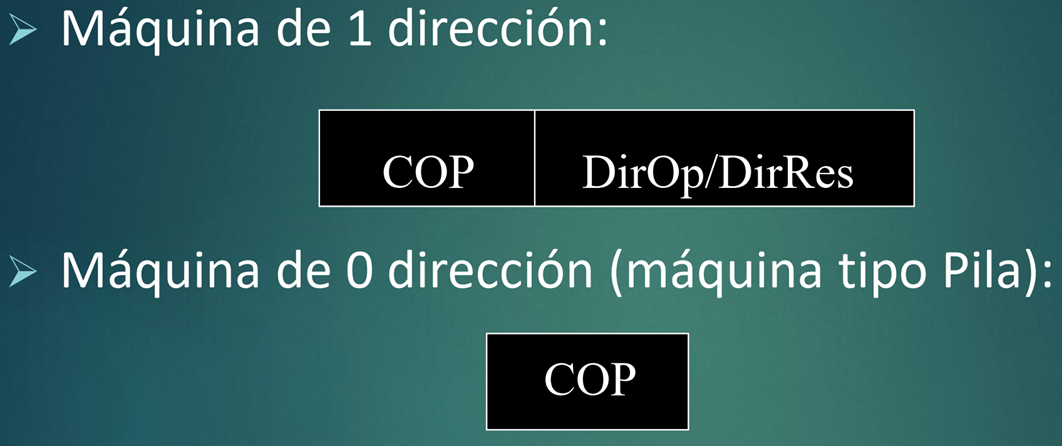 Máquina de 1 dirección:
COP DirOp/DirRes
Máquina de 0 dirección (máquina tipo Pila):
COP